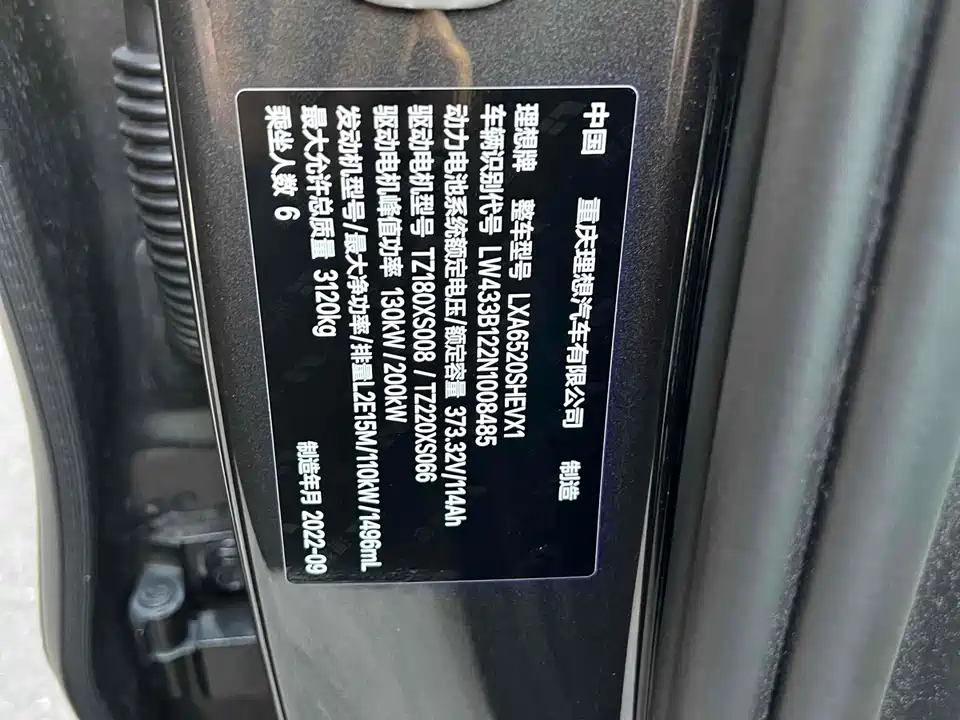 中国 重庆理想汽车有限公司 制造
理想牌 整车型号 LXA6520SHEVX1
车辆识别代号 LW433B122N1008485
动力电池系统额定电压/额定容量 373.32V/114Ah
驱动电机型号 TZ180XS008 / TZ220XS066
驱动电机峰值功率 130kW/200kW
发动机型号/最大净功率/排量L2E15M/110kW/1496mL
最大允许总质量 3120kg
乘坐人数 6 制造年月 2022-09